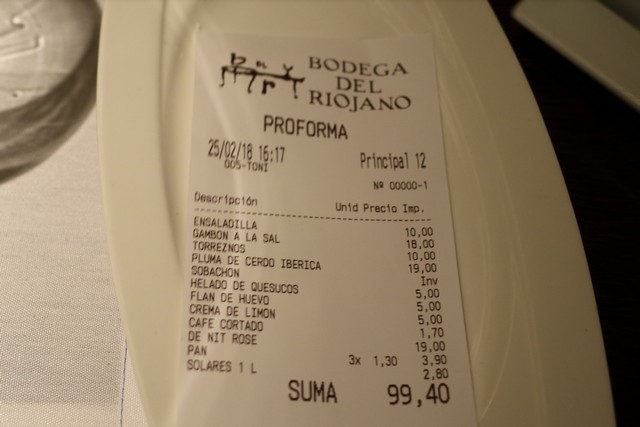 BODEGA
DEL
RIOJANO
PROFORMA
25/02/18 16:17 Principal 12
005-TONI
Nº 00000-1
Descripción Unid Precio Imp.
ENSALADILLA 10,00
GAMBON A LA SAL 18,00
TORREZNOS 10,00
PLUMA DE CERDO IBERICA 19,00
SOBACHON Inv
HELADO DE QUESUCOS 5,00
FLAN DE HUEVO 5,00
CREMA DE LIMON 5,00
CAFE CORTADO 1,70
DE NIT ROSE 19,00
PAN 3x 1,30 3,90
SOLARES 1 L 2,80
SUMA 99,40